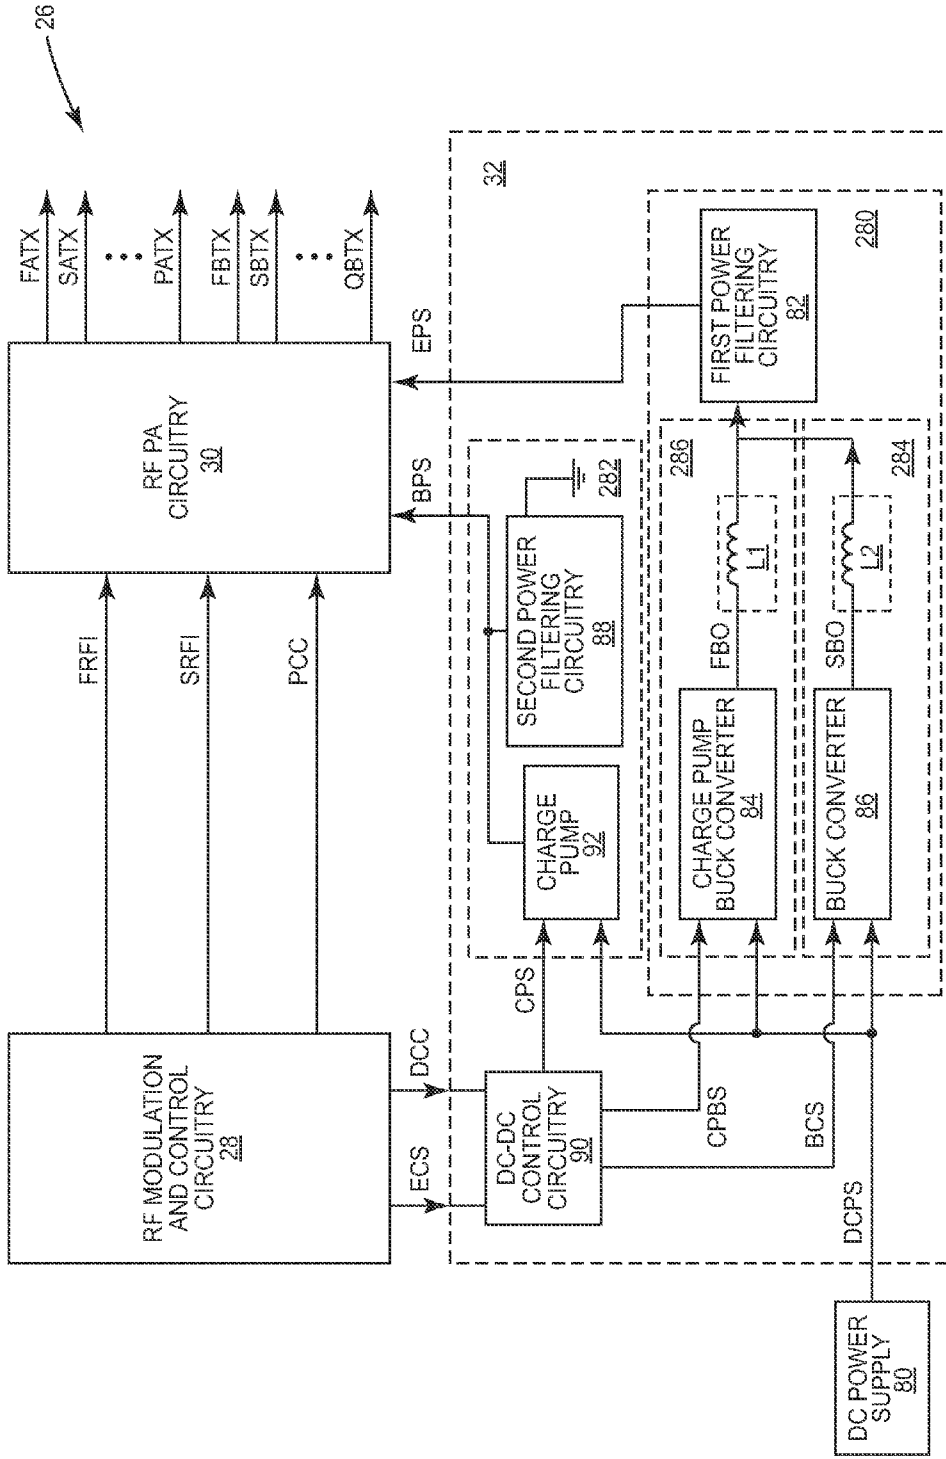 26
RF MODULATION
AND CONTROL
CIRCUITRY
28
FRFI
SRFI
PCC
RF PA
CIRCUITRY
30
FATX
SATX
PATX
FBTX
SBTX
QBTX
ECS
DCC
BPS
EPS
32
DC-DC
CONTROL
CIRCUITRY
90
CPS
CHARGE
PUMP
92
SECOND POWER
FILTERING
CIRCUITRY
88
282
CPBS
BCS
CHARGE PUMP
BUCK CONVERTER
84
FBO
L1
286
FIRST POWER
FILTERING
CIRCUITRY
82
280
BUCK CONVERTER
86
SBO
L2
284
DCPS
DC POWER
SUPPLY
80